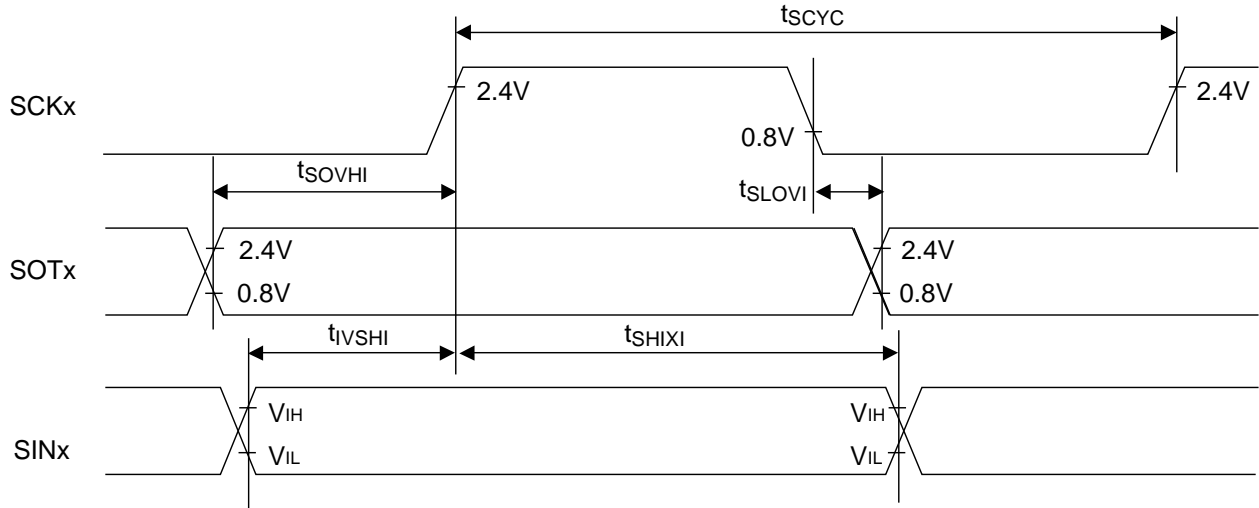 tSCYC
SCKx
2.4V
0.8V
2.4V
tSOVHI
tSLOVI
SOTx
2.4V
0.8V
2.4V
0.8V
tIVSHI
tSHIXI
SINx
VIH
VIL
VIH
VIL